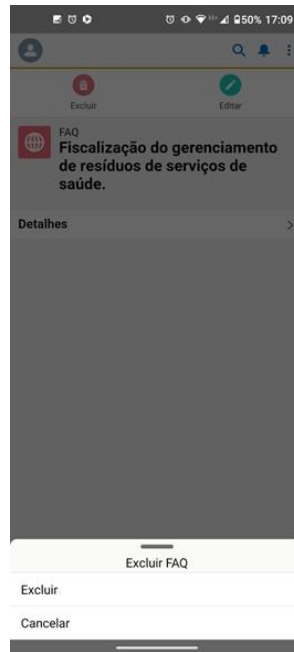 50% 17:09
Excluir
Editar
FAQ
Fiscalização do gerenciamento
de resíduos de serviços de
saúde.
Detalhes
Excluir FAQ
Excluir
Cancelar